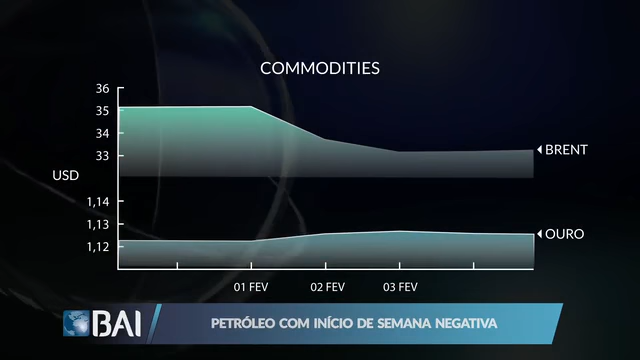 COMMODITIES
36
35
34
33
BRENT
USD
1,14
1,13
1,12
OURO
01 FEV 02 FEV 03 FEV
BAI PETRÓLEO COM INÍCIO DE SEMANA NEGATIVA